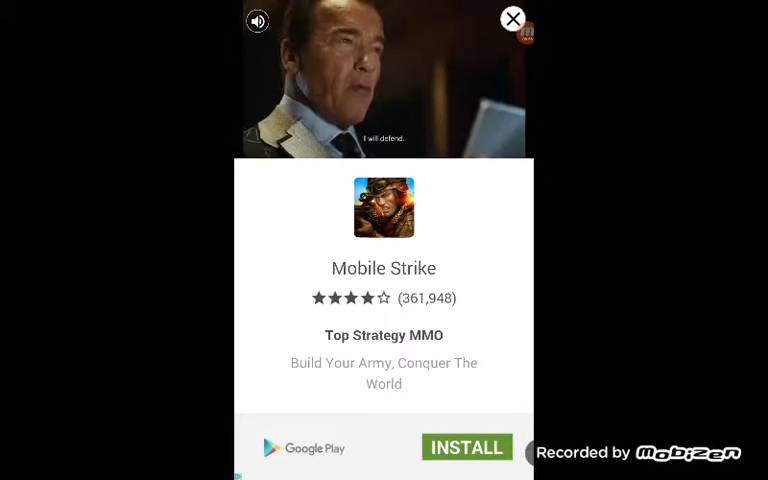 I will defend.
Mobile Strike
(361,948)
Top Strategy MMO
Build Your Army, Conquer The
World
Google Play
INSTALL
Recorded by mobizen